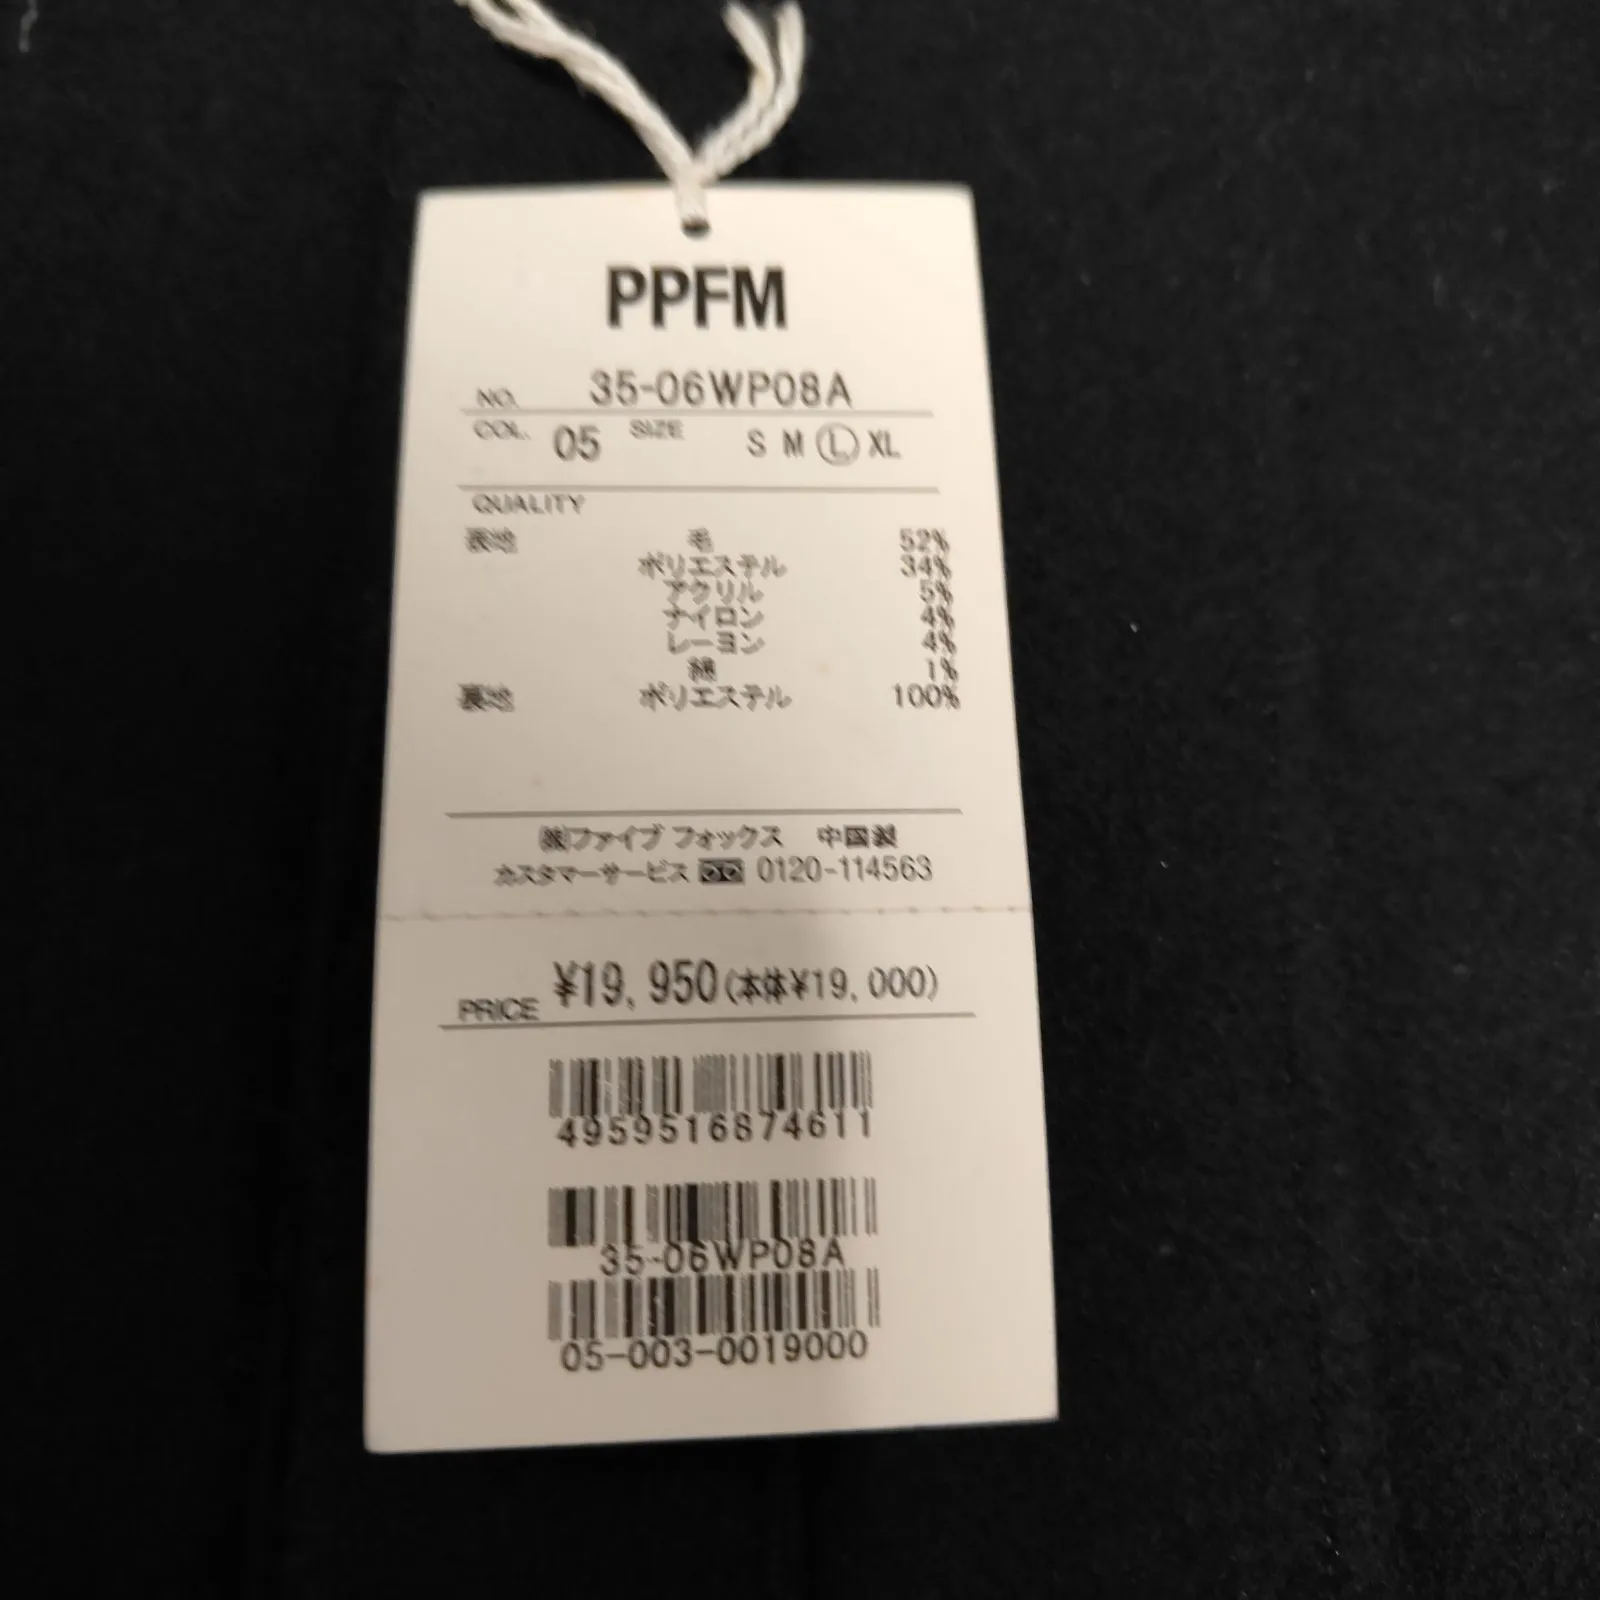 PPFM
NO. 35-06WP08A
COL. 05 SIZE S M Ⓛ XL
QUALITY
表地 毛 52%
ポリエステル 34%
アクリル 5%
ナイロン 4%
レーヨン 4%
綿 1%
裏地 ポリエステル 100%
㈱ファイブ フォックス 中国製
カスタマーサービス 0120-114563
PRICE ¥19,950(本体¥19,000)
4959516874611
35-06WP08A
05-003-0019000